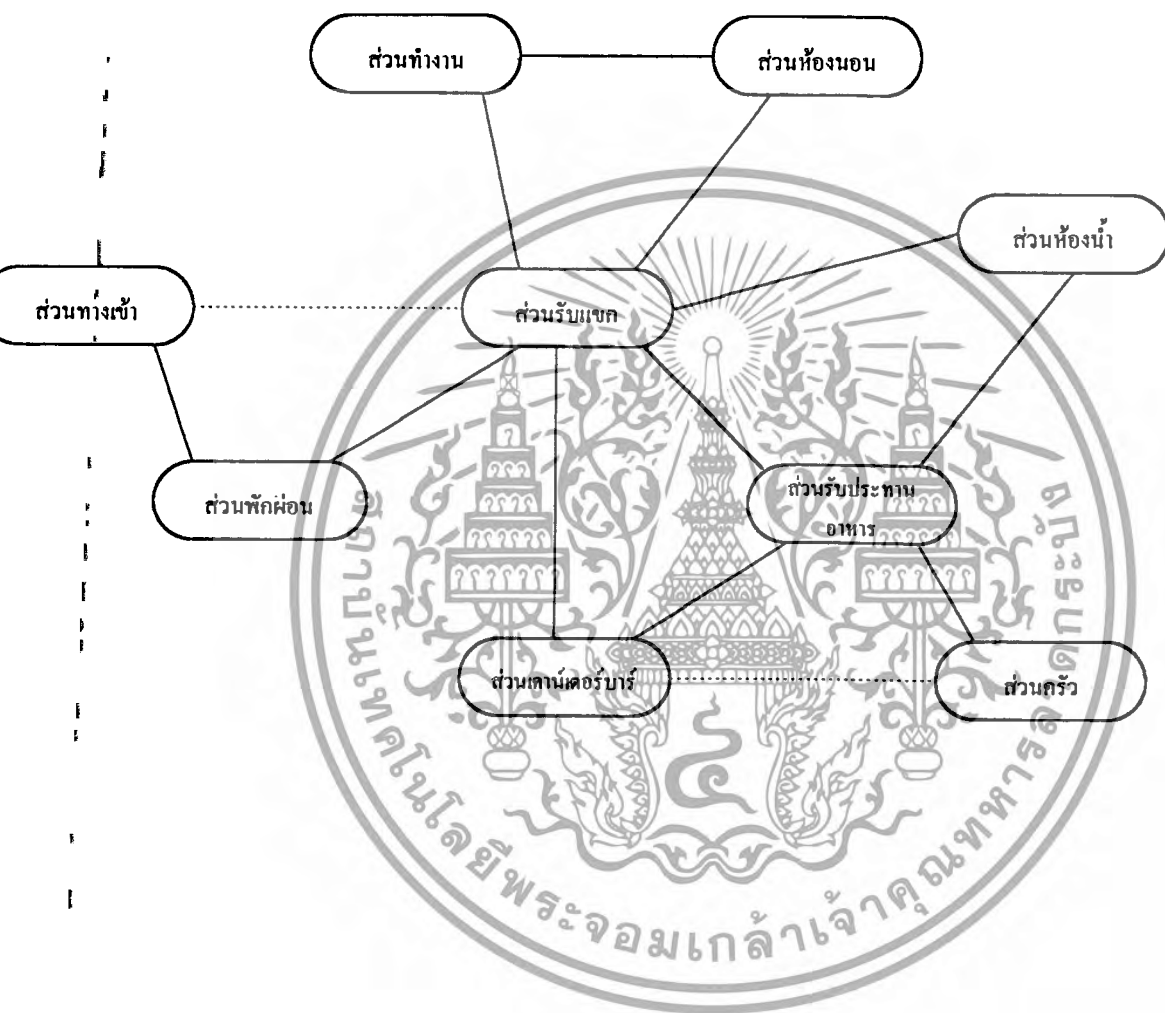 ส่วนทำงาน
ส่วนห้องนอน
ส่วนห้องน้ำ
ส่วนทางเข้า
ส่วนรับแขก
ส่วนพักผ่อน
ส่วนรับประทาน
อาหาร
ส่วนเคาน์เตอร์บาร์
ส่วนครัว
สถาบันเทคโนโลยีพระจอมเกล้าเจ้าคุณทหารลาดกระบัง